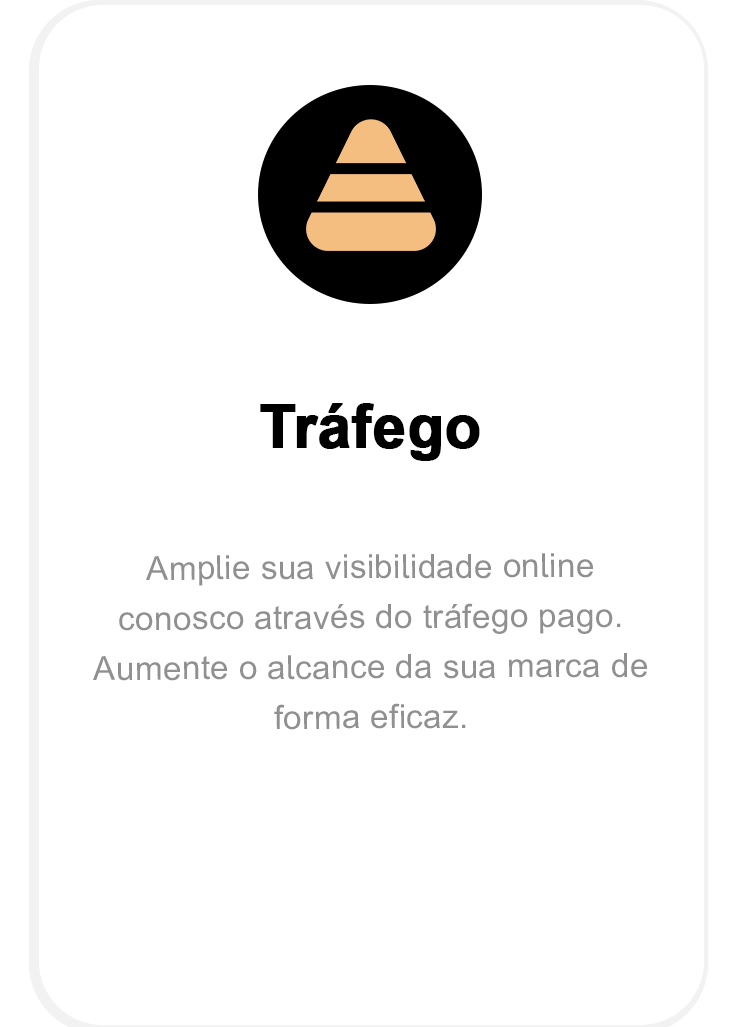 Tráfego
Amplie sua visibilidade online
conosco através do tráfego pago.
Aumente o alcance da sua marca de
forma eficaz.